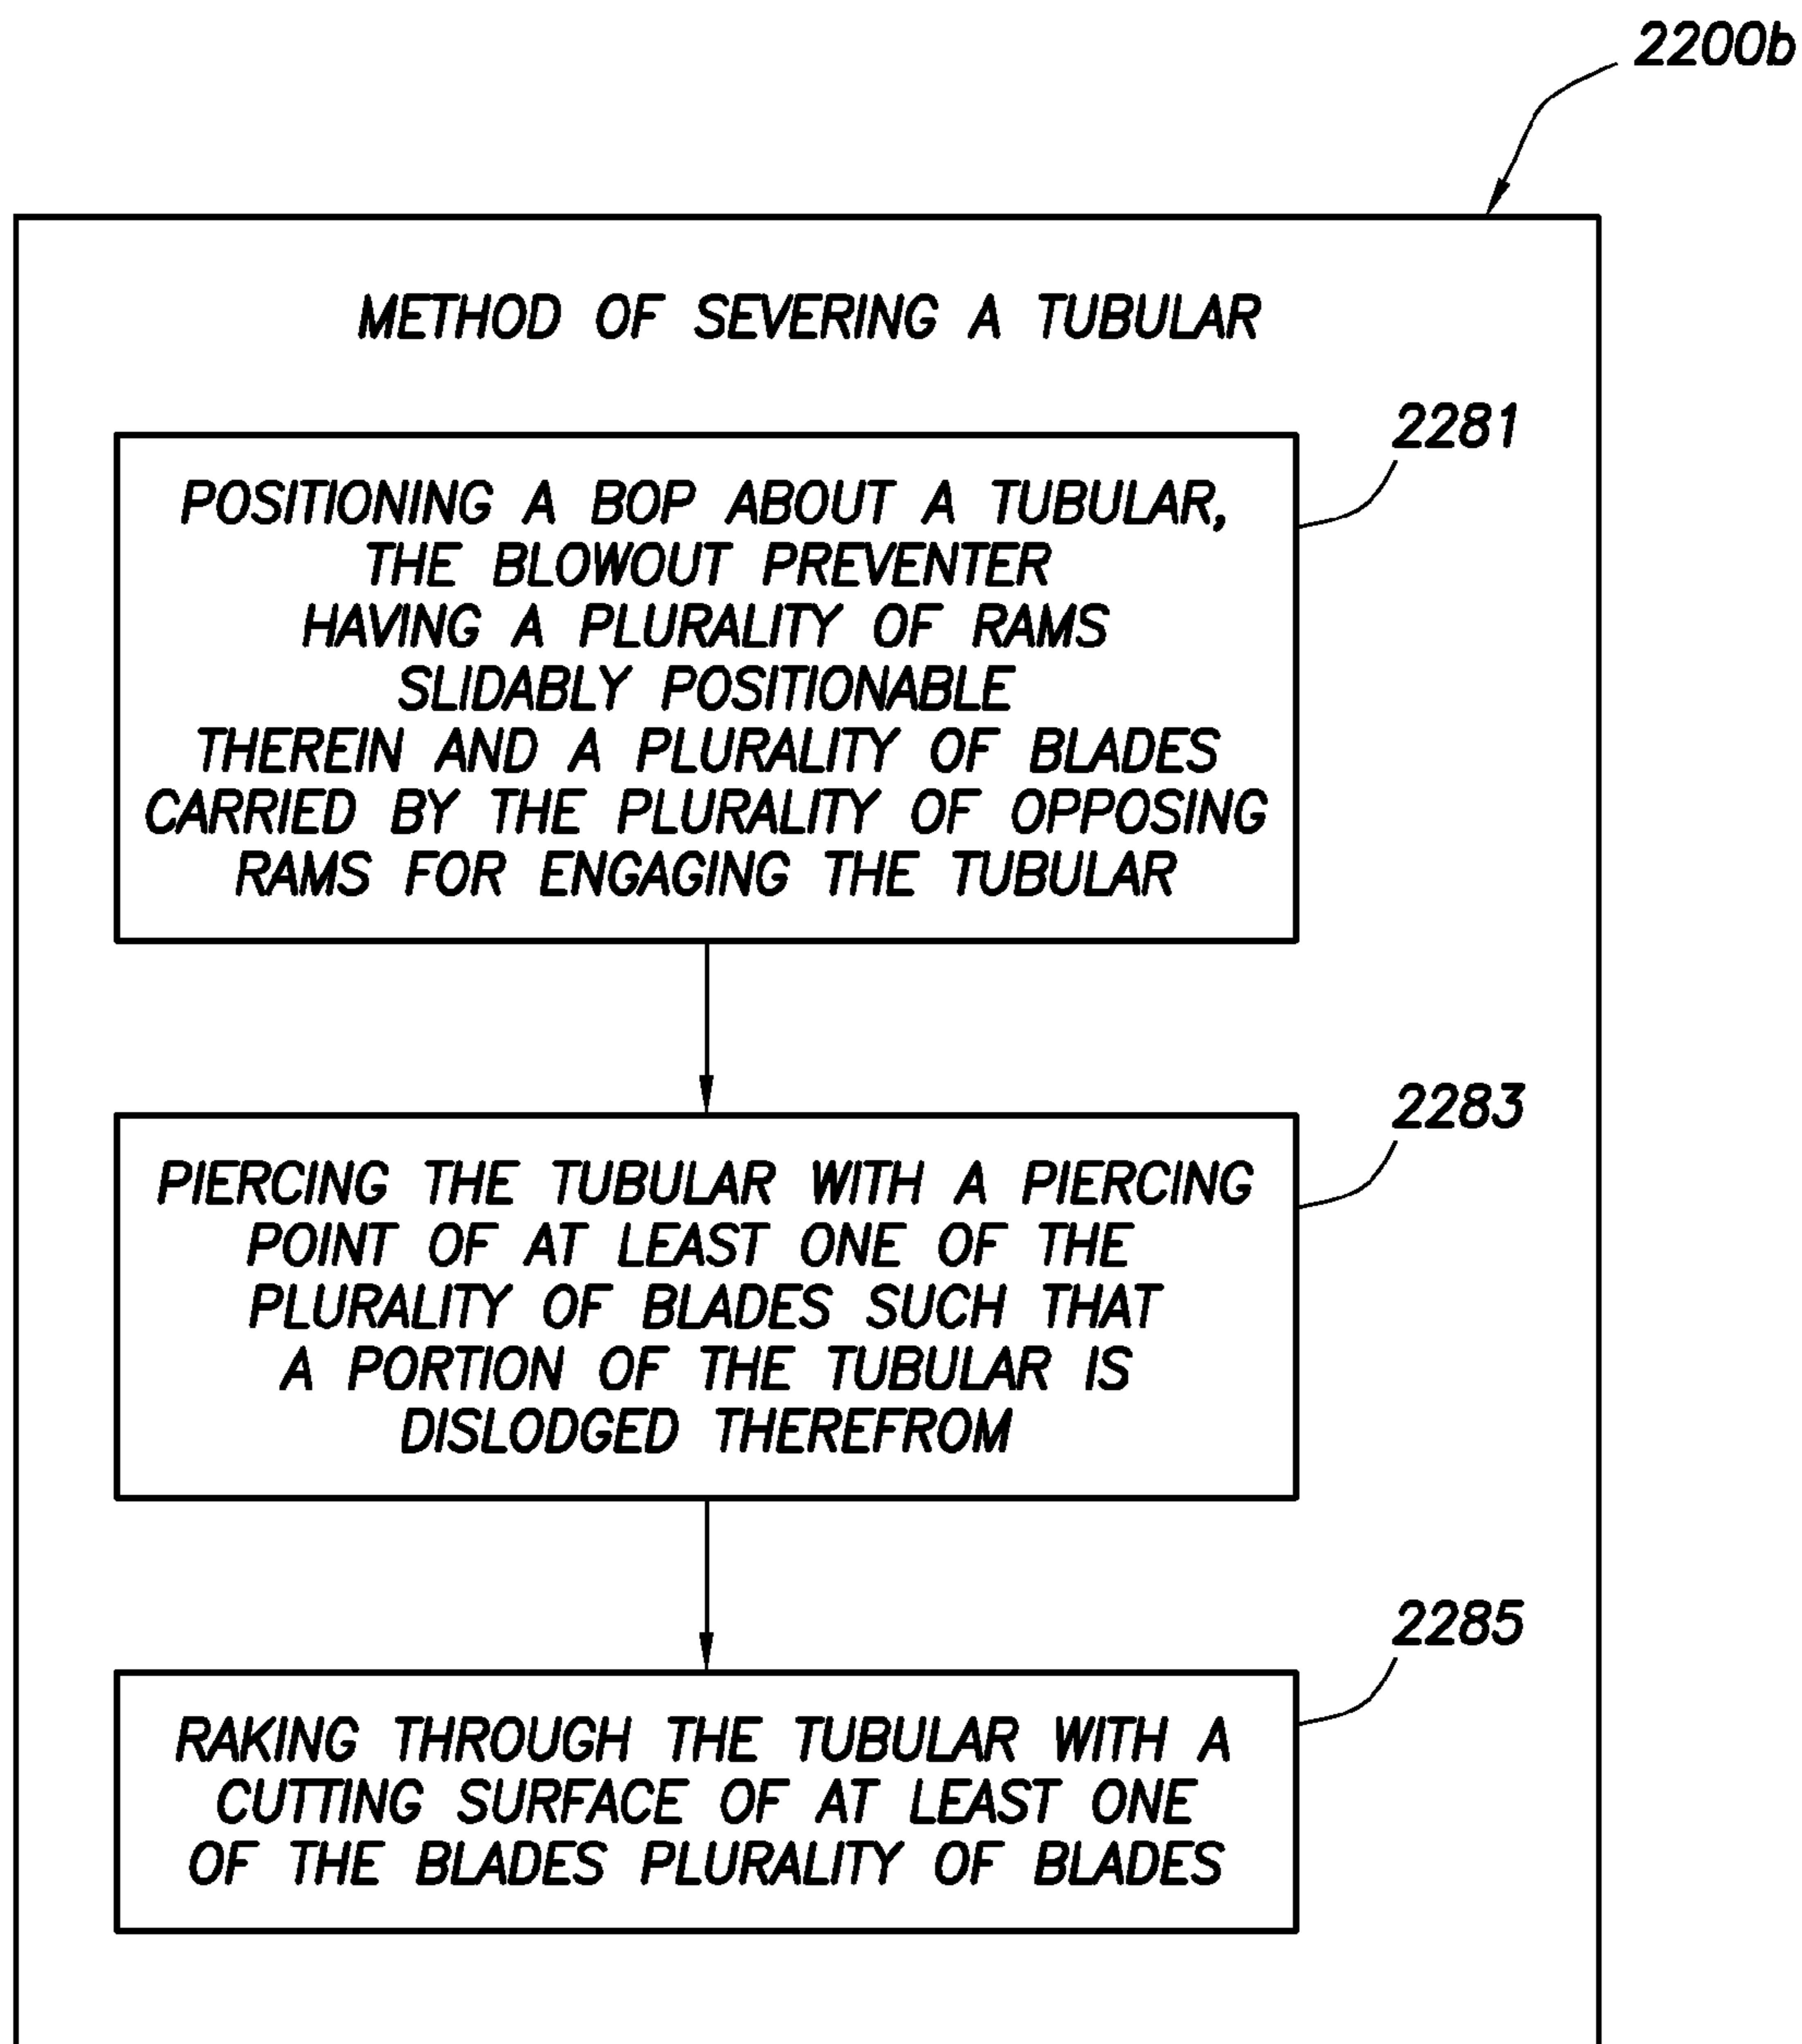 2200b
METHOD OF SEVERING A TUBULAR
2281
POSITIONING A BOP ABOUT A TUBULAR,
THE BLOWOUT PREVENTER
HAVING A PLURALITY OF RAMS
SLIDABLY POSITIONABLE
THEREIN AND A PLURALITY OF BLADES
CARRIED BY THE PLURALITY OF OPPOSING
RAMS FOR ENGAGING THE TUBULAR
2283
PIERCING THE TUBULAR WITH A PIERCING
POINT OF AT LEAST ONE OF THE
PLURALITY OF BLADES SUCH THAT
A PORTION OF THE TUBULAR IS
DISLODGED THEREFROM
2285
RAKING THROUGH THE TUBULAR WITH A
CUTTING SURFACE OF AT LEAST ONE
OF THE BLADES PLURALITY OF BLADES